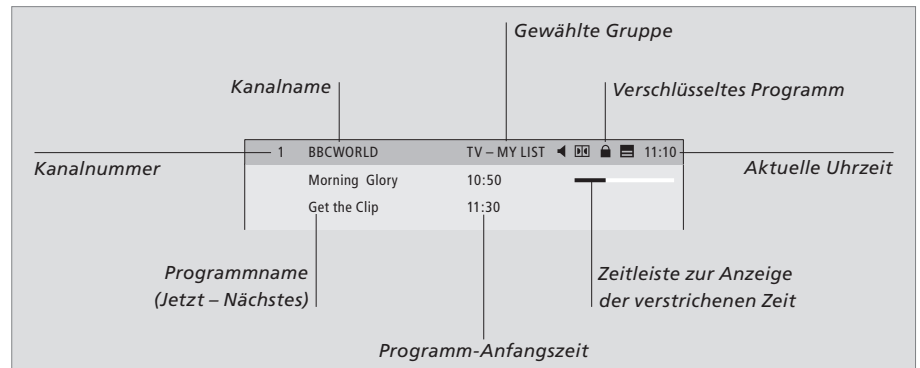 Gewählte Gruppe
Kanalname
Verschlüsseltes Programm
Kanalnummer
1 BBCWORLD TV – MY LIST 11:10
Aktuelle Uhrzeit
Morning Glory 10:50
Get the Clip 11:30
Programmname
(Jetzt – Nächstes)
Zeitleiste zur Anzeige
der verstrichenen Zeit
Programm-Anfangszeit